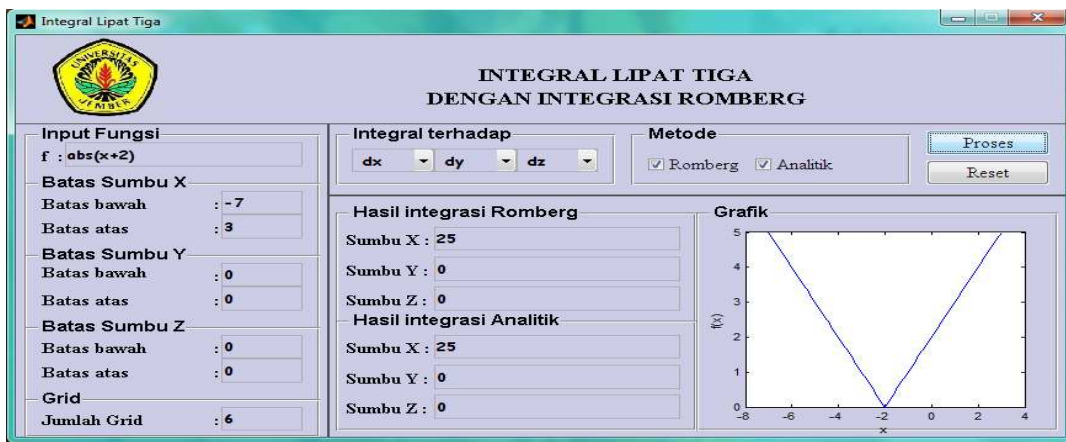 Integral Lipat Tiga
UNIVERSITAS
JEMBER
INTEGRAL LIPAT TIGA
DENGAN INTEGRASI ROMBERG
Input Fungsi
f : abs(x+2)
Batas Sumbu X
Batas bawah : -7
Batas atas : 3
Batas Sumbu Y
Batas bawah : 0
Batas atas : 0
Batas Sumbu Z
Batas bawah : 0
Batas atas : 0
Grid
Jumlah Grid : 6
Integral terhadap
dx dy dz
Metode
Romberg Analitik
Proses
Reset
Hasil integrasi Romberg
Sumbu X : 25
Sumbu Y : 0
Sumbu Z : 0
Hasil integrasi Analitik
Sumbu X : 25
Sumbu Y : 0
Sumbu Z : 0
Grafik
5
4
3
2
1
0
f(x)
-8 -6 -4 -2 0 2 4
x